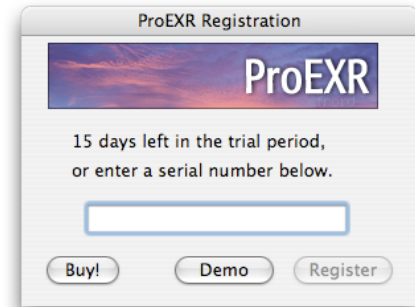 ProEXR Registration
ProEXR
15 days left in the trial period,
or enter a serial number below.
Buy!
Demo
Register